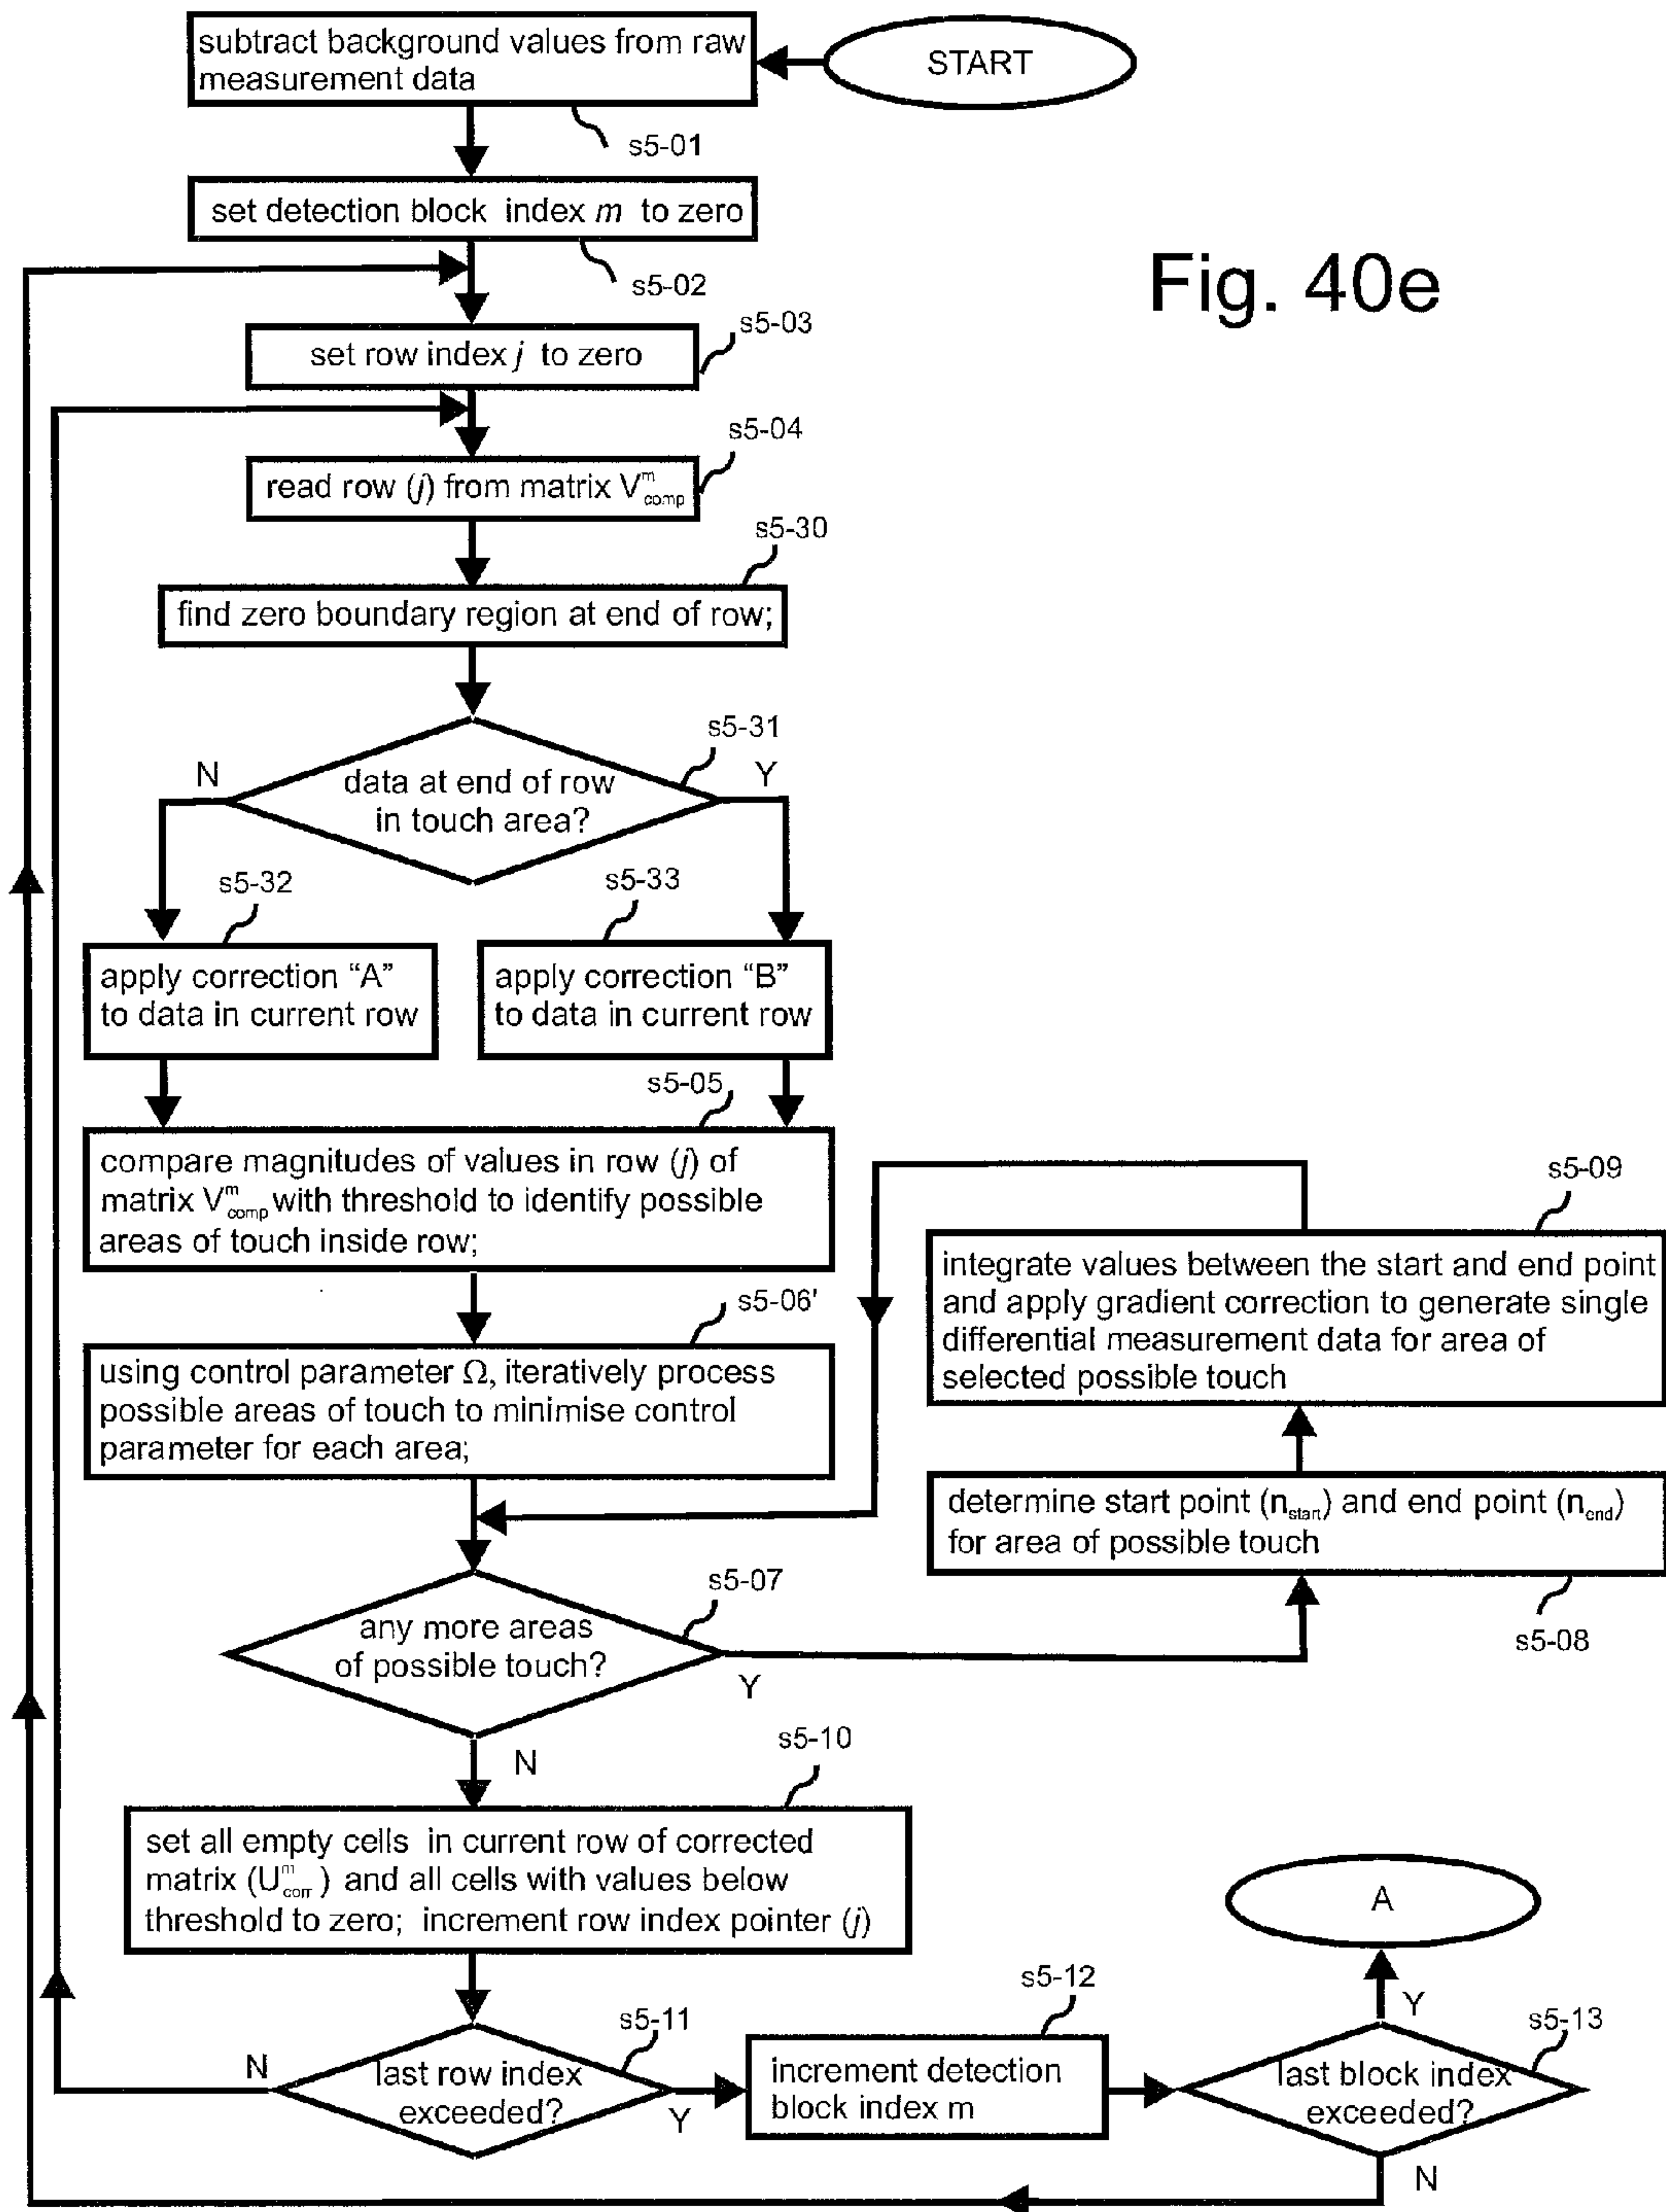 subtract background values from raw
measurement data
START
s5-01
set detection block index m to zero
s5-02
Fig. 40e
s5-03
set row index j to zero
s5-04
read row (j) from matrix V^m_comp
s5-30
find zero boundary region at end of row;
s5-31
N
Y
data at end of row
in touch area?
s5-32
s5-33
apply correction "A"
to data in current row
apply correction "B"
to data in current row
s5-05
compare magnitudes of values in row (j) of
matrix V^m_comp with threshold to identify possible
areas of touch inside row;
s5-09
integrate values between the start and end point
and apply gradient correction to generate single
differential measurement data for area of
selected possible touch
s5-06'
using control parameter Ω, iteratively process
possible areas of touch to minimise control
parameter for each area;
determine start point (n_start) and end point (n_end)
for area of possible touch
s5-08
s5-07
any more areas
of possible touch?
Y
N
s5-10
set all empty cells in current row of corrected
matrix (U^m_corr) and all cells with values below
threshold to zero; increment row index pointer (j)
A
s5-11
N
last row index
exceeded?
Y
s5-12
increment detection
block index m
Y
s5-13
last block index
exceeded?
N